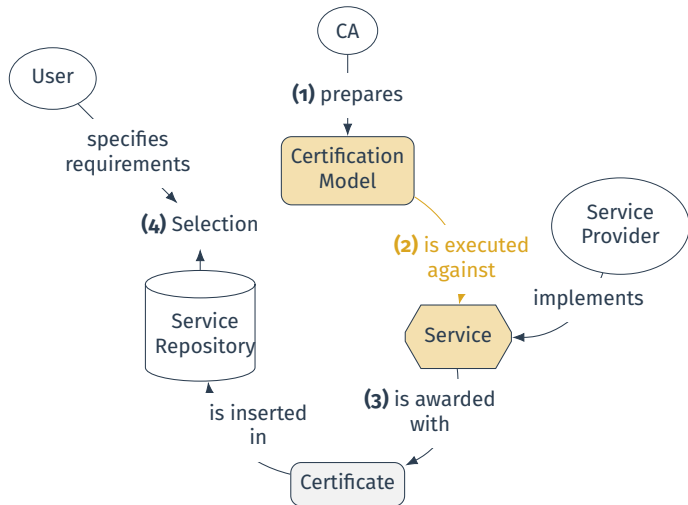 CA
User
(1) prepares
specifies
requirements
Certification
Model
(4) Selection
Service
Provider
(2) is executed
against
implements
Service
Repository
Service
(3) is awarded
with
is inserted
in
Certificate